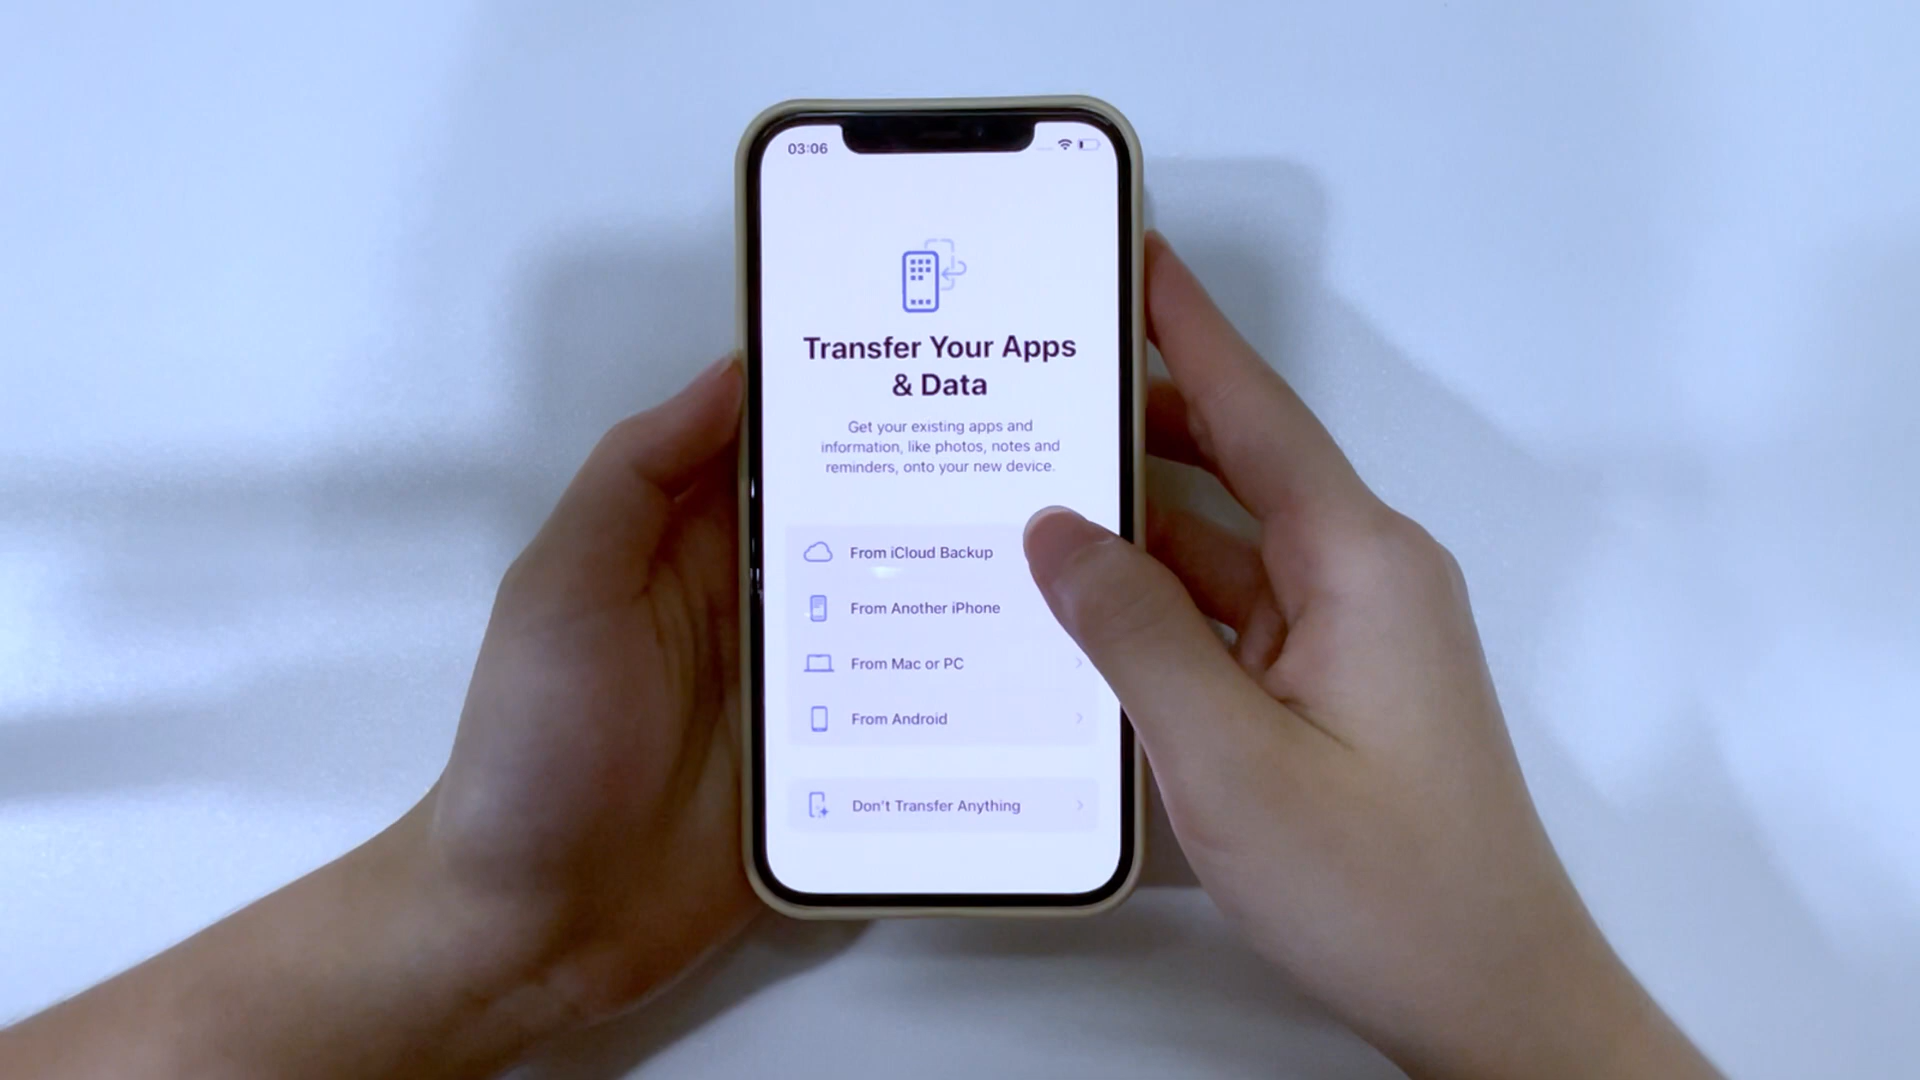 03:06
Transfer Your Apps
& Data
Get your existing apps and
information, like photos, notes and
reminders, onto your new device.
From iCloud Backup
From Another iPhone
From Mac or PC
From Android
Don't Transfer Anything